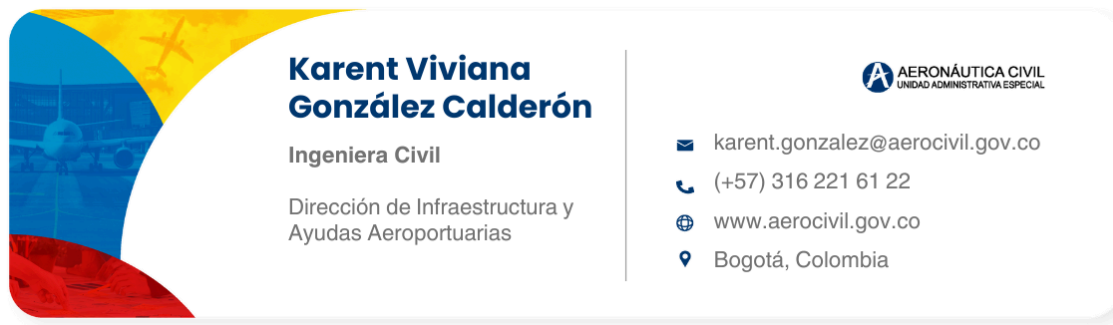 Karent Viviana
González Calderón
Ingeniera Civil
Dirección de Infraestructura y
Ayudas Aeroportuarias
AERONÁUTICA CIVIL
UNIDAD ADMINISTRATIVA ESPECIAL
karent.gonzalez@aerocivil.gov.co
(+57) 316 221 61 22
www.aerocivil.gov.co
Bogotá, Colombia